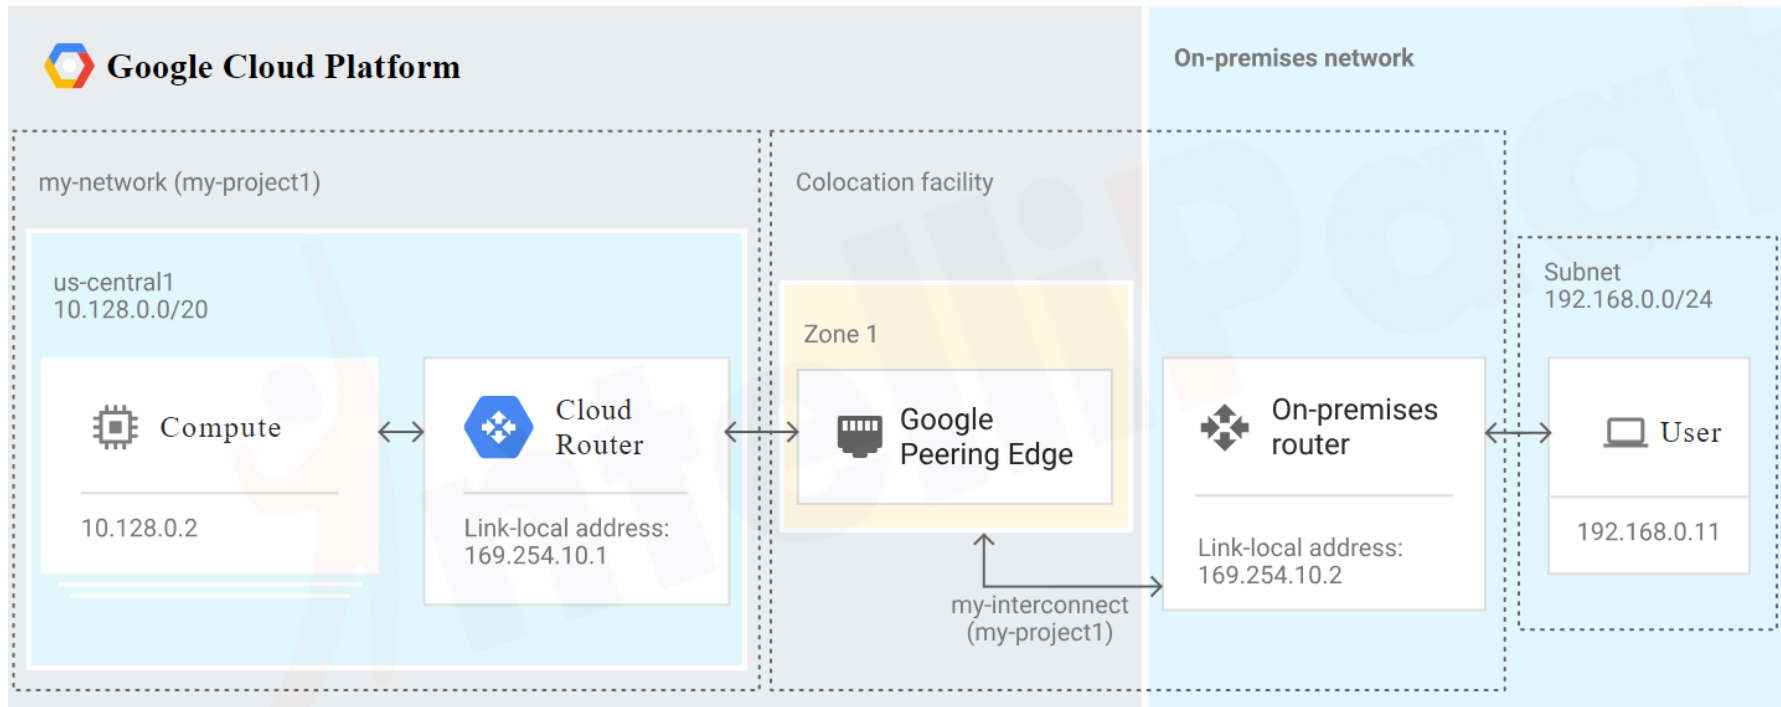 Google Cloud Platform
On-premises network
my-network (my-project1)
Colocation facility
us-central1
10.128.0.0/20
Subnet
192.168.0.0/24
Zone 1
Compute
10.128.0.2
Cloud
Router
Link-local address:
169.254.10.1
Google
Peering Edge
On-premises
router
Link-local address:
169.254.10.2
User
192.168.0.11
my-interconnect
(my-project1)
intelliPaat